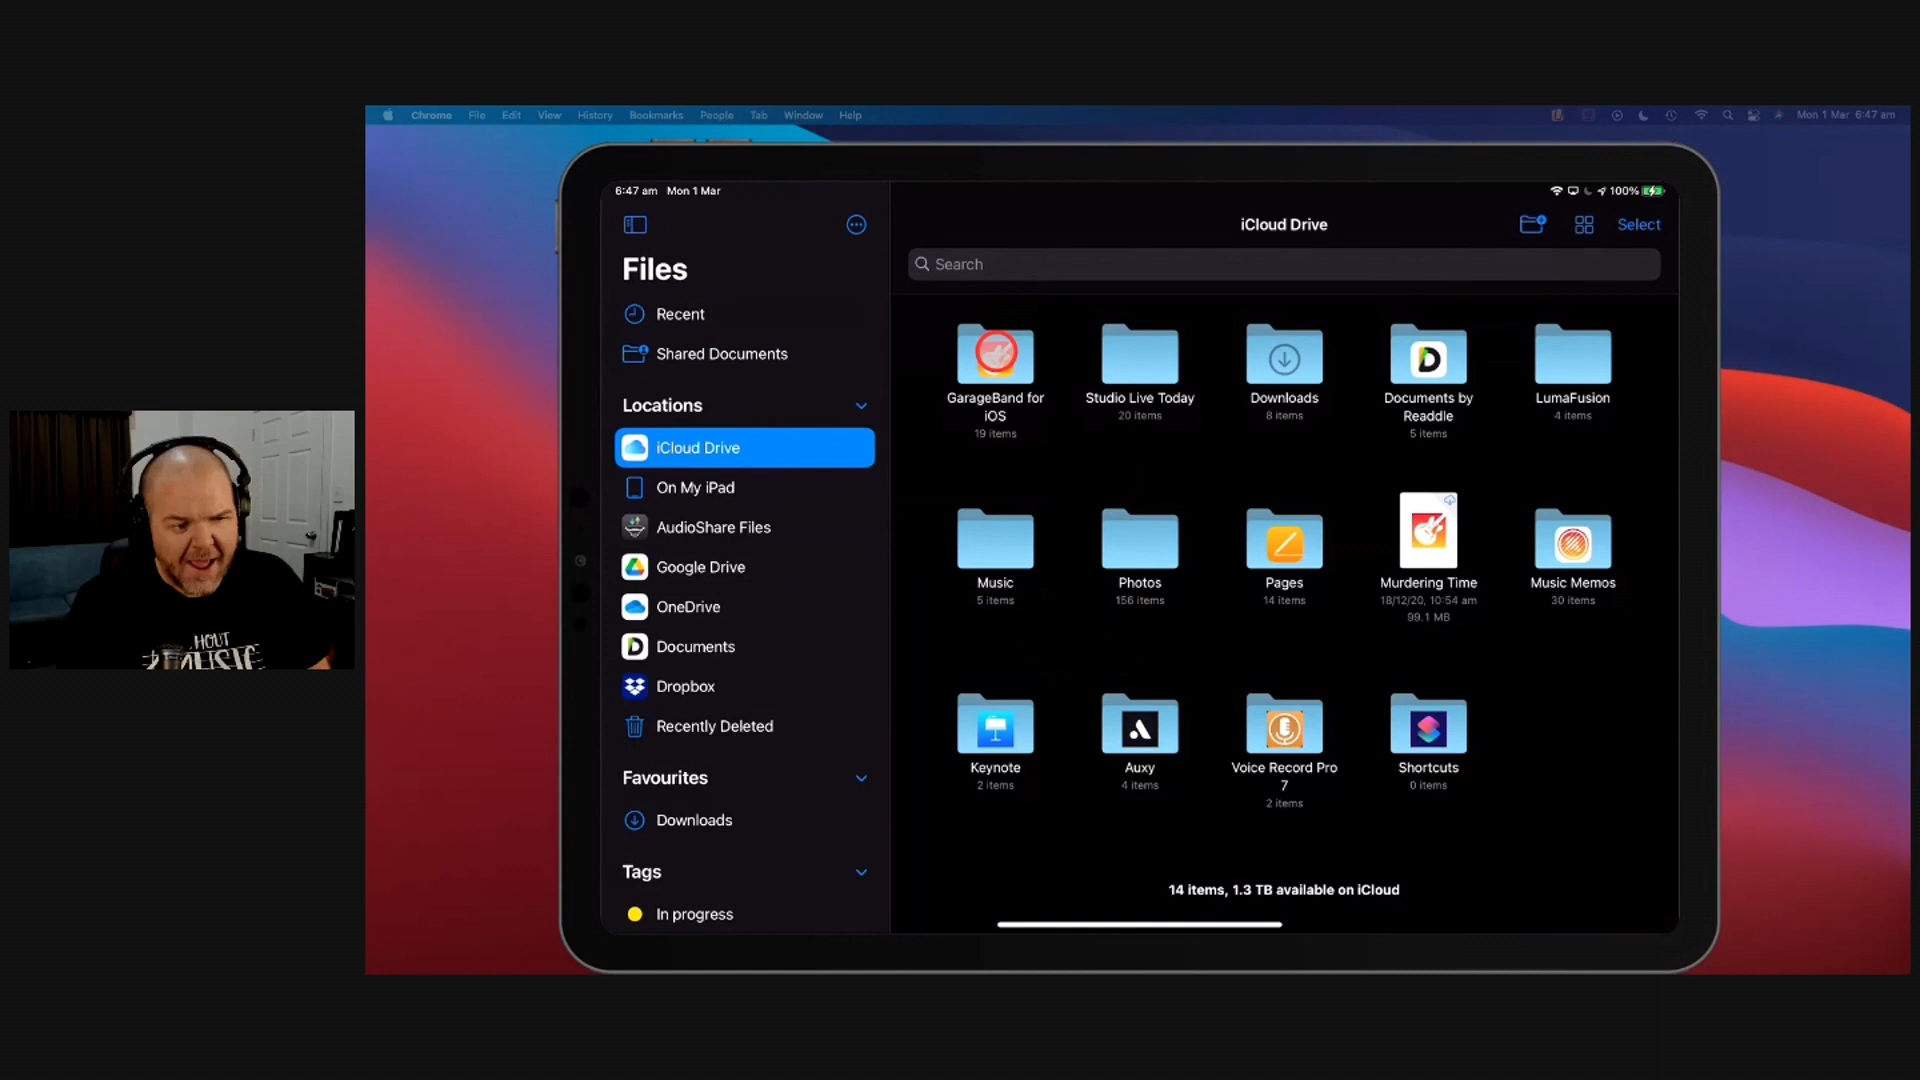 Chrome File Edit View History Bookmarks People Tab Window Help
Mon 1 Mar 6:47 am
6:47 am Mon 1 Mar
100%
Files
Recent
Shared Documents
Locations
iCloud Drive
On My iPad
AudioShare Files
Google Drive
OneDrive
Documents
Dropbox
Recently Deleted
Favourites
Downloads
Tags
In progress
iCloud Drive
Select
Search
GarageBand for
iOS
19 items
Studio Live Today
20 items
Downloads
8 items
Documents by
Readdle
5 items
LumaFusion
4 items
Music
5 items
Photos
156 items
Pages
14 items
Murdering Time
18/12/20, 10:54 am
99.1 MB
Music Memos
30 items
Keynote
2 items
Auxy
4 items
Voice Record Pro
7
2 items
Shortcuts
0 items
14 items, 1.3 TB available on iCloud